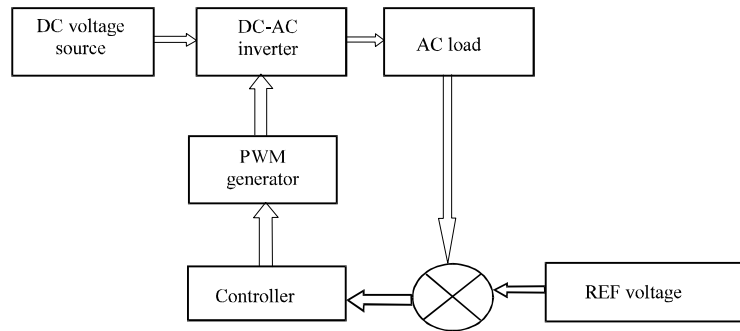 DC voltage
source
DC-AC
inverter
AC load
PWM
generator
Controller
REF voltage